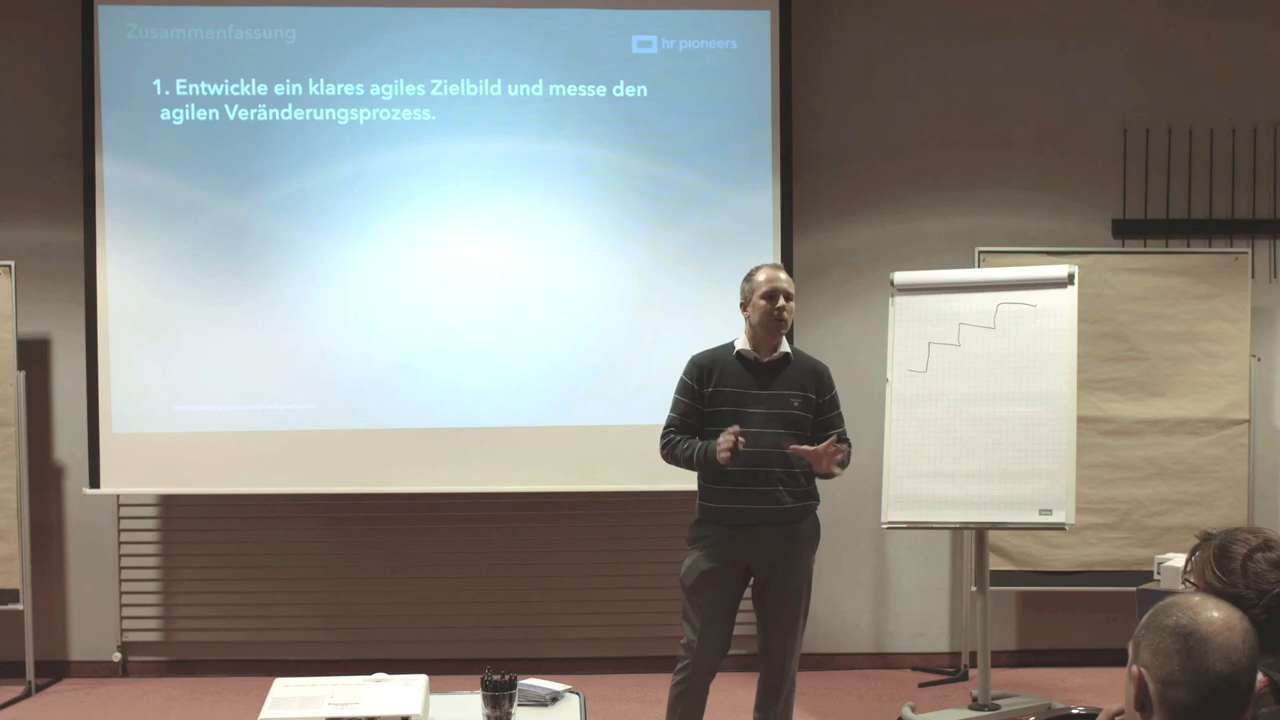 Zusammenfassung
hr pioneers
1. Entwickle ein klares agiles Zielbild und messe den
agilen Veränderungsprozess.